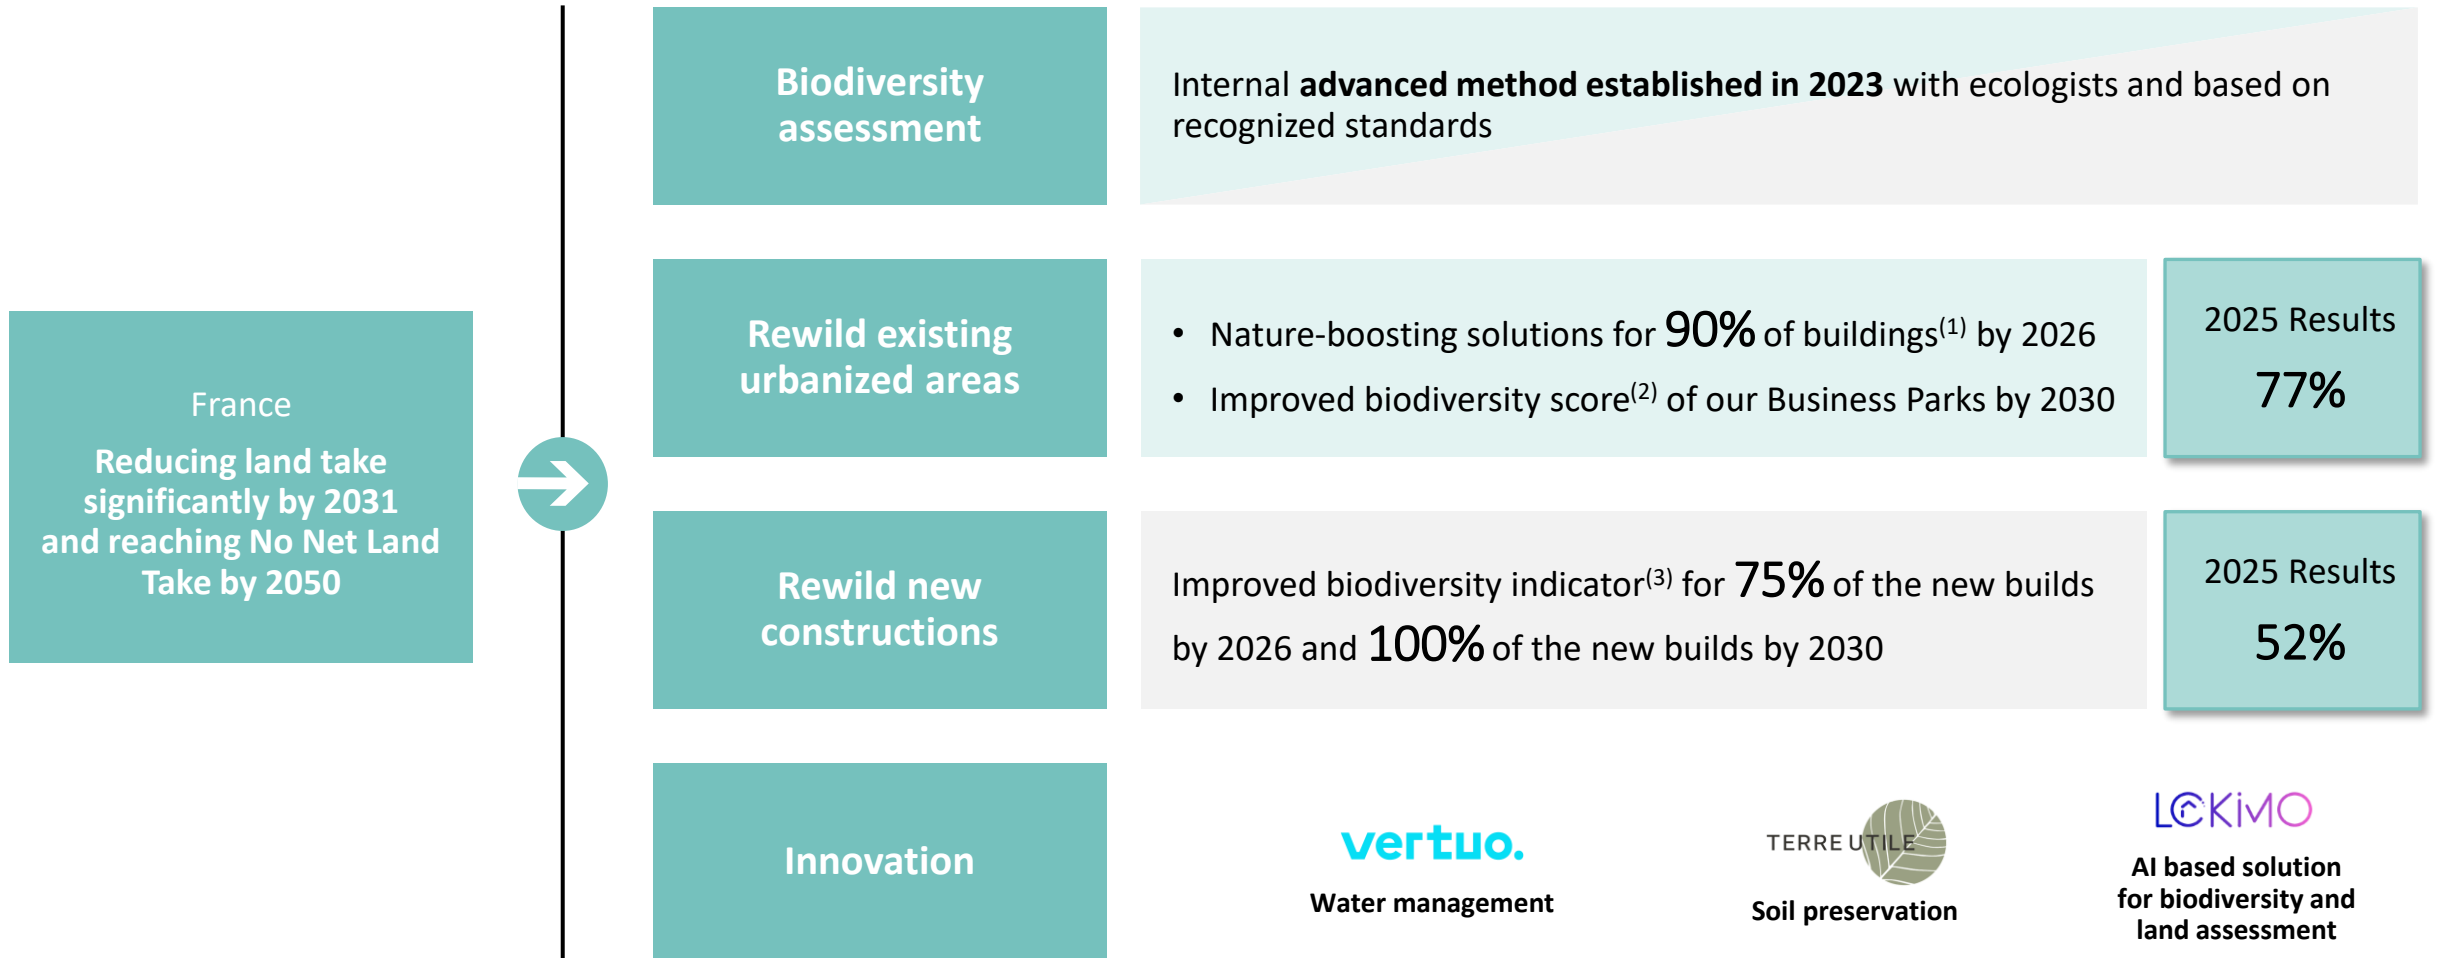 France
Reducing land take
significantly by 2031
and reaching No Net Land
Take by 2050
Biodiversity
assessment
Internal advanced method established in 2023 with ecologists and based on
recognized standards
Rewild existing
urbanized areas
• Nature-boosting solutions for 90% of buildings(1) by 2026
• Improved biodiversity score(2) of our Business Parks by 2030
2025 Results
77%
Rewild new
constructions
Improved biodiversity indicator(3) for 75% of the new builds
by 2026 and 100% of the new builds by 2030
2025 Results
52%
Innovation
vertuo.
Water management
TERRE UTILE
Soil preservation
LOKIMO
AI based solution
for biodiversity and
land assessment